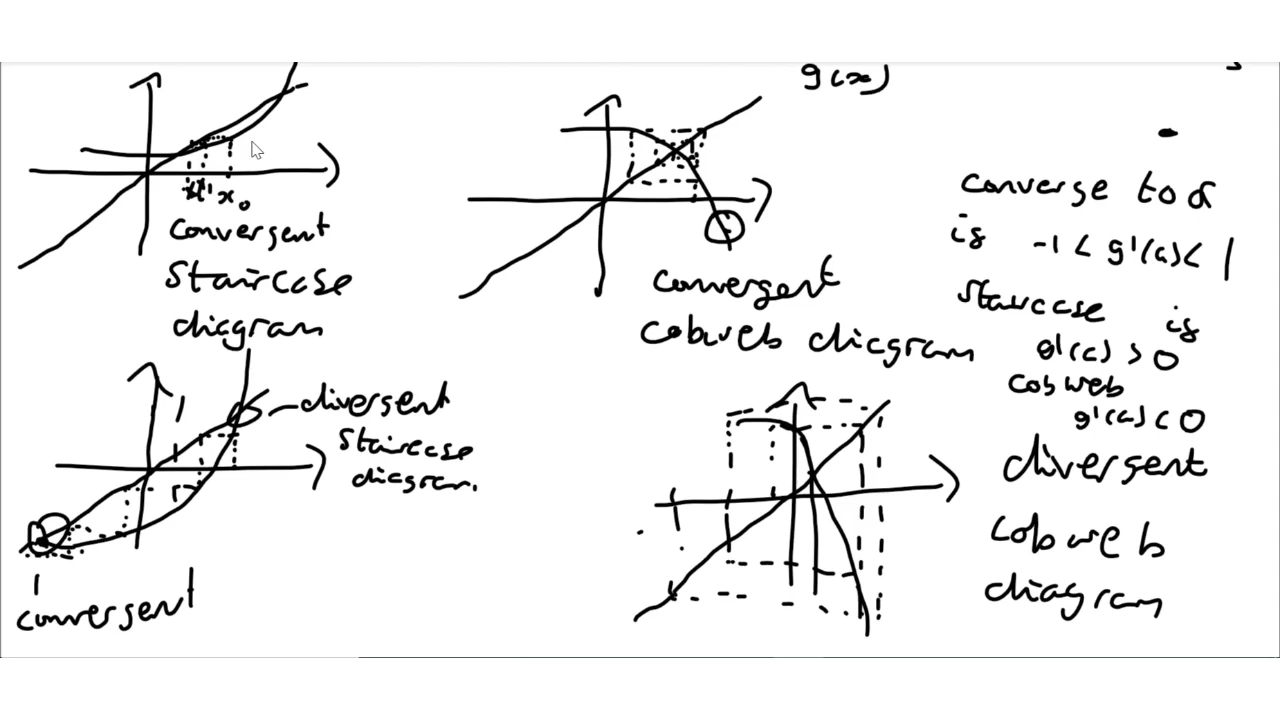 g(x)
x₀
convergent
staircase
diagram
convergent
cobweb diagram
converge to α
is -1 < g'(α) < 1
staircase is
g'(α) > 0
cobweb
g'(α) < 0
divergent
staircase
diagram.
convergent
divergent
cobweb
diagram